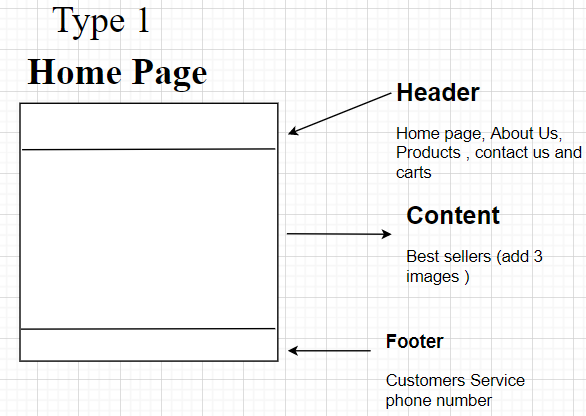 Type 1
Home Page
Header
Home page, About Us,
Products , contact us and
carts
Content
Best sellers (add 3
images )
Footer
Customers Service
phone number